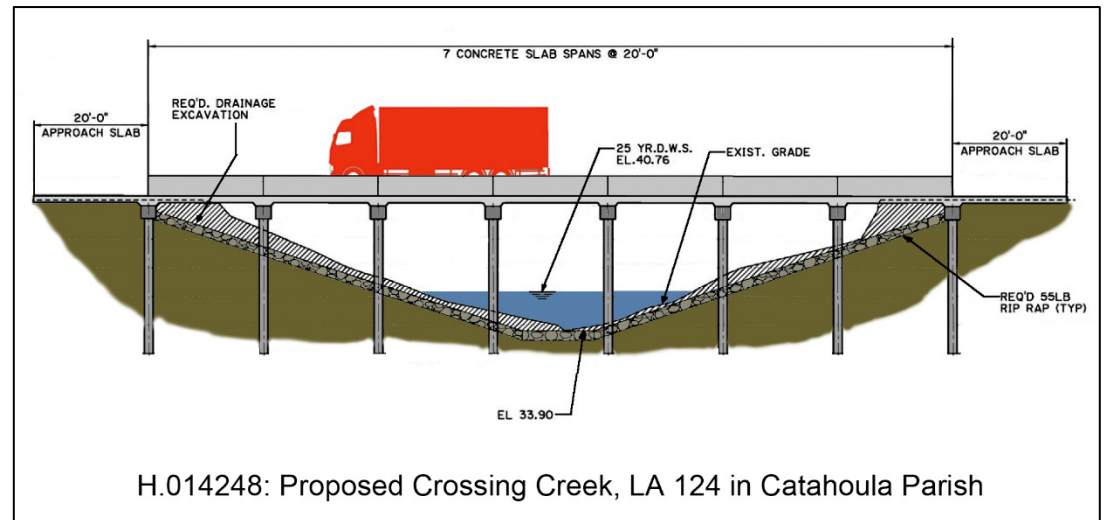 7 CONCRETE SLAB SPANS @ 20'-0"
REQ'D. DRAINAGE
EXCAVATION
20'-0"
APPROACH SLAB
25 YR.D.W.S.
EL.40.76
EXIST. GRADE
20'-0"
APPROACH SLAB
REQ'D 55LB
RIP RAP (TYP)
EL 33.90
H.014248: Proposed Crossing Creek, LA 124 in Catahoula Parish